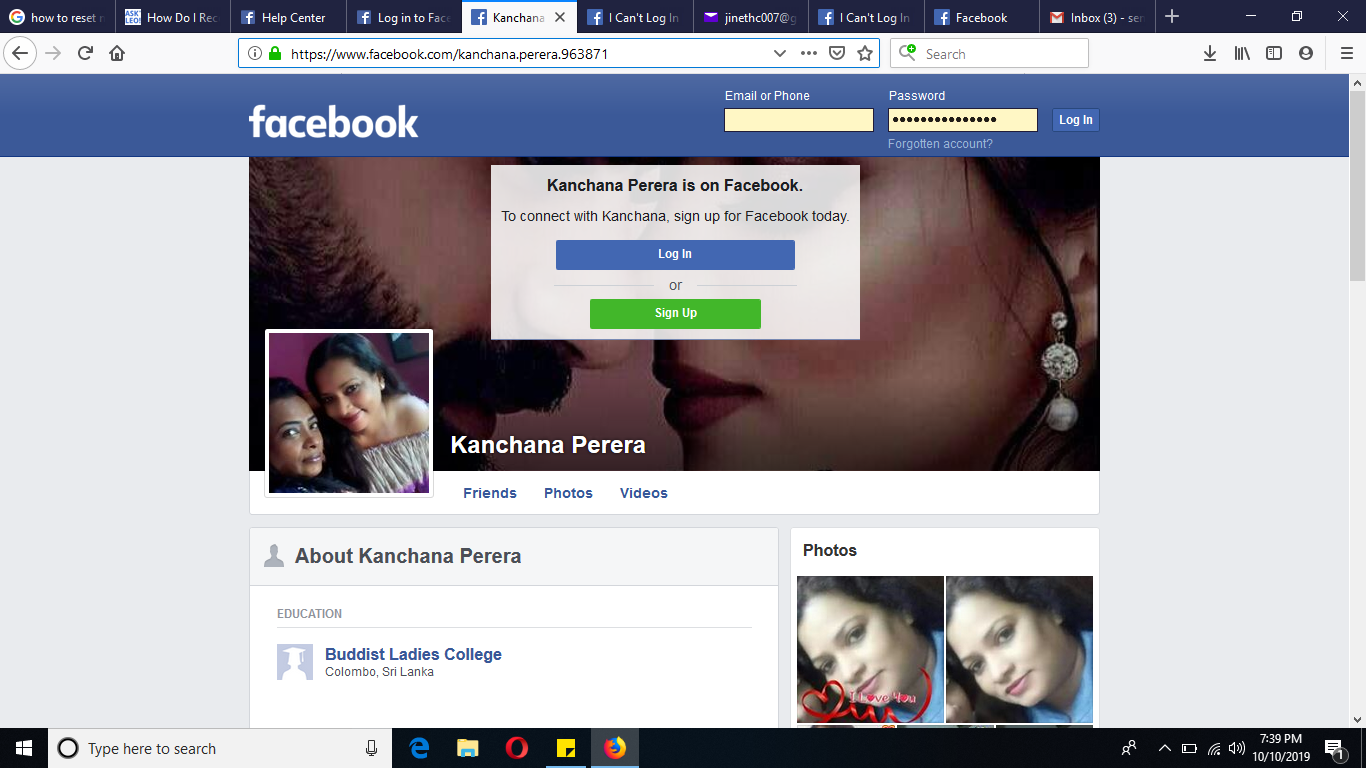 how to reset n
ASK LEO! How Do I Rec
Help Center
Log in to Face
Kanchana
I Can't Log In
jinethc007@g
I Can't Log In
Facebook
Inbox (3) - sen
https://www.facebook.com/kanchana.perera.963871
Search
facebook
Email or Phone
Password
•••••••••••••••
Log In
Forgotten account?
Kanchana Perera is on Facebook.
To connect with Kanchana, sign up for Facebook today.
Log In
or
Sign Up
Kanchana Perera
Friends Photos Videos
About Kanchana Perera
EDUCATION
Buddist Ladies College
Colombo, Sri Lanka
Photos
I Love You
Type here to search
7:39 PM
10/10/2019
1